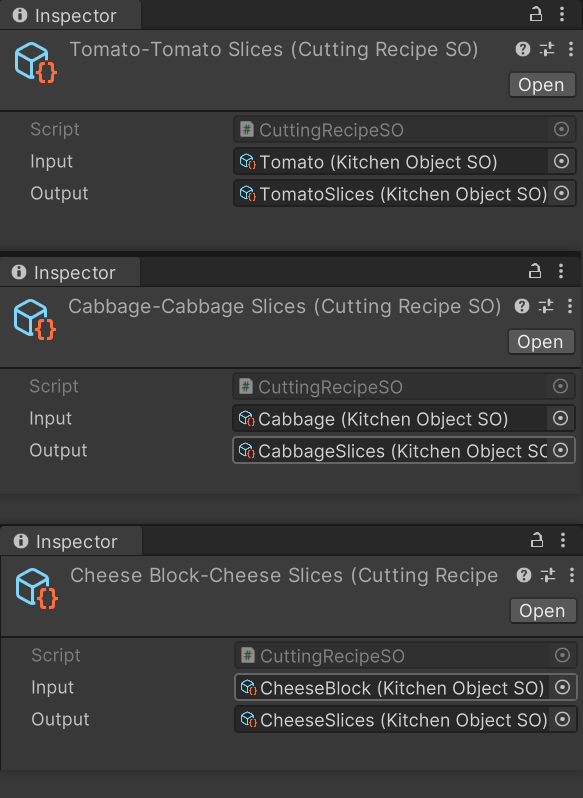 Inspector
Tomato-Tomato Slices (Cutting Recipe SO)
Open
Script # CuttingRecipeSO
Input Tomato (Kitchen Object SO)
Output TomatoSlices (Kitchen Object SO)
Inspector
Cabbage-Cabbage Slices (Cutting Recipe SO)
Open
Script # CuttingRecipeSO
Input Cabbage (Kitchen Object SO)
Output CabbageSlices (Kitchen Object SO
Inspector
Cheese Block-Cheese Slices (Cutting Recipe
Open
Script # CuttingRecipeSO
Input CheeseBlock (Kitchen Object SO)
Output CheeseSlices (Kitchen Object SO)